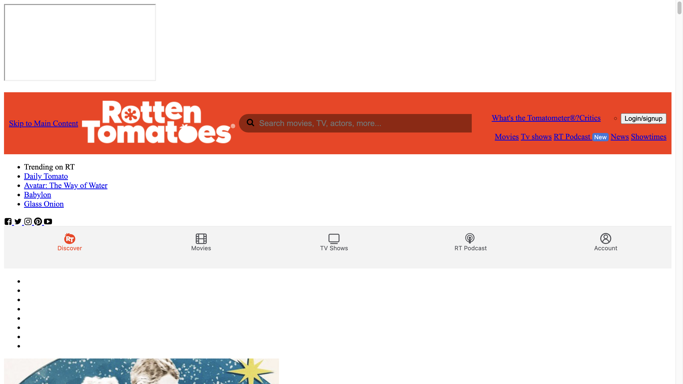 Skip to Main Content
Rotten
Tomatoes®
Search movies, TV, actors, more...
What's the Tomatometer®?Critics
Login/signup
Movies Tv shows RT Podcast New News Showtimes
Trending on RT
Daily Tomato
Avatar: The Way of Water
Babylon
Glass Onion
RT
Discover
Movies
TV Shows
RT Podcast
Account